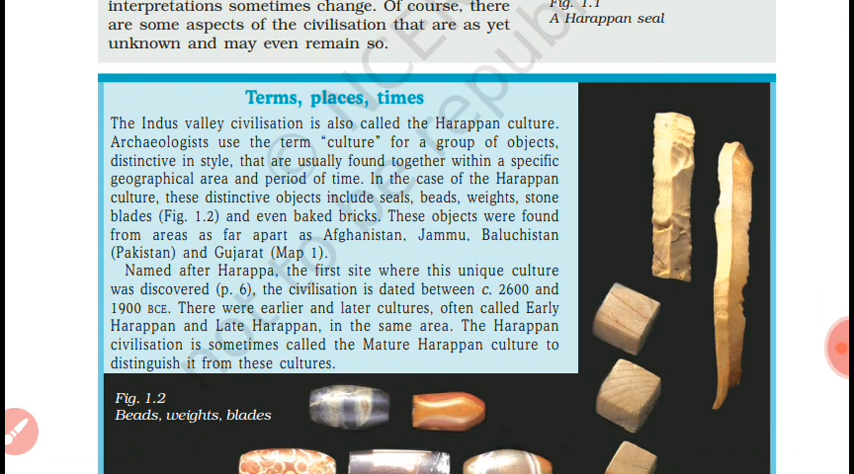 interpretations sometimes change. Of course, there
are some aspects of the civilisation that are as yet
unknown and may even remain so.
Fig. 1.1
A Harappan seal
Terms, places, times
The Indus valley civilisation is also called the Harappan culture.
Archaeologists use the term “culture” for a group of objects,
distinctive in style, that are usually found together within a specific
geographical area and period of time. In the case of the Harappan
culture, these distinctive objects include seals, beads, weights, stone
blades (Fig. 1.2) and even baked bricks. These objects were found
from areas as far apart as Afghanistan, Jammu, Baluchistan
(Pakistan) and Gujarat (Map 1).
Named after Harappa, the first site where this unique culture
was discovered (p. 6), the civilisation is dated between c. 2600 and
1900 BCE. There were earlier and later cultures, often called Early
Harappan and Late Harappan, in the same area. The Harappan
civilisation is sometimes called the Mature Harappan culture to
distinguish it from these cultures.
Fig. 1.2
Beads, weights, blades
© NCE
not to be republ